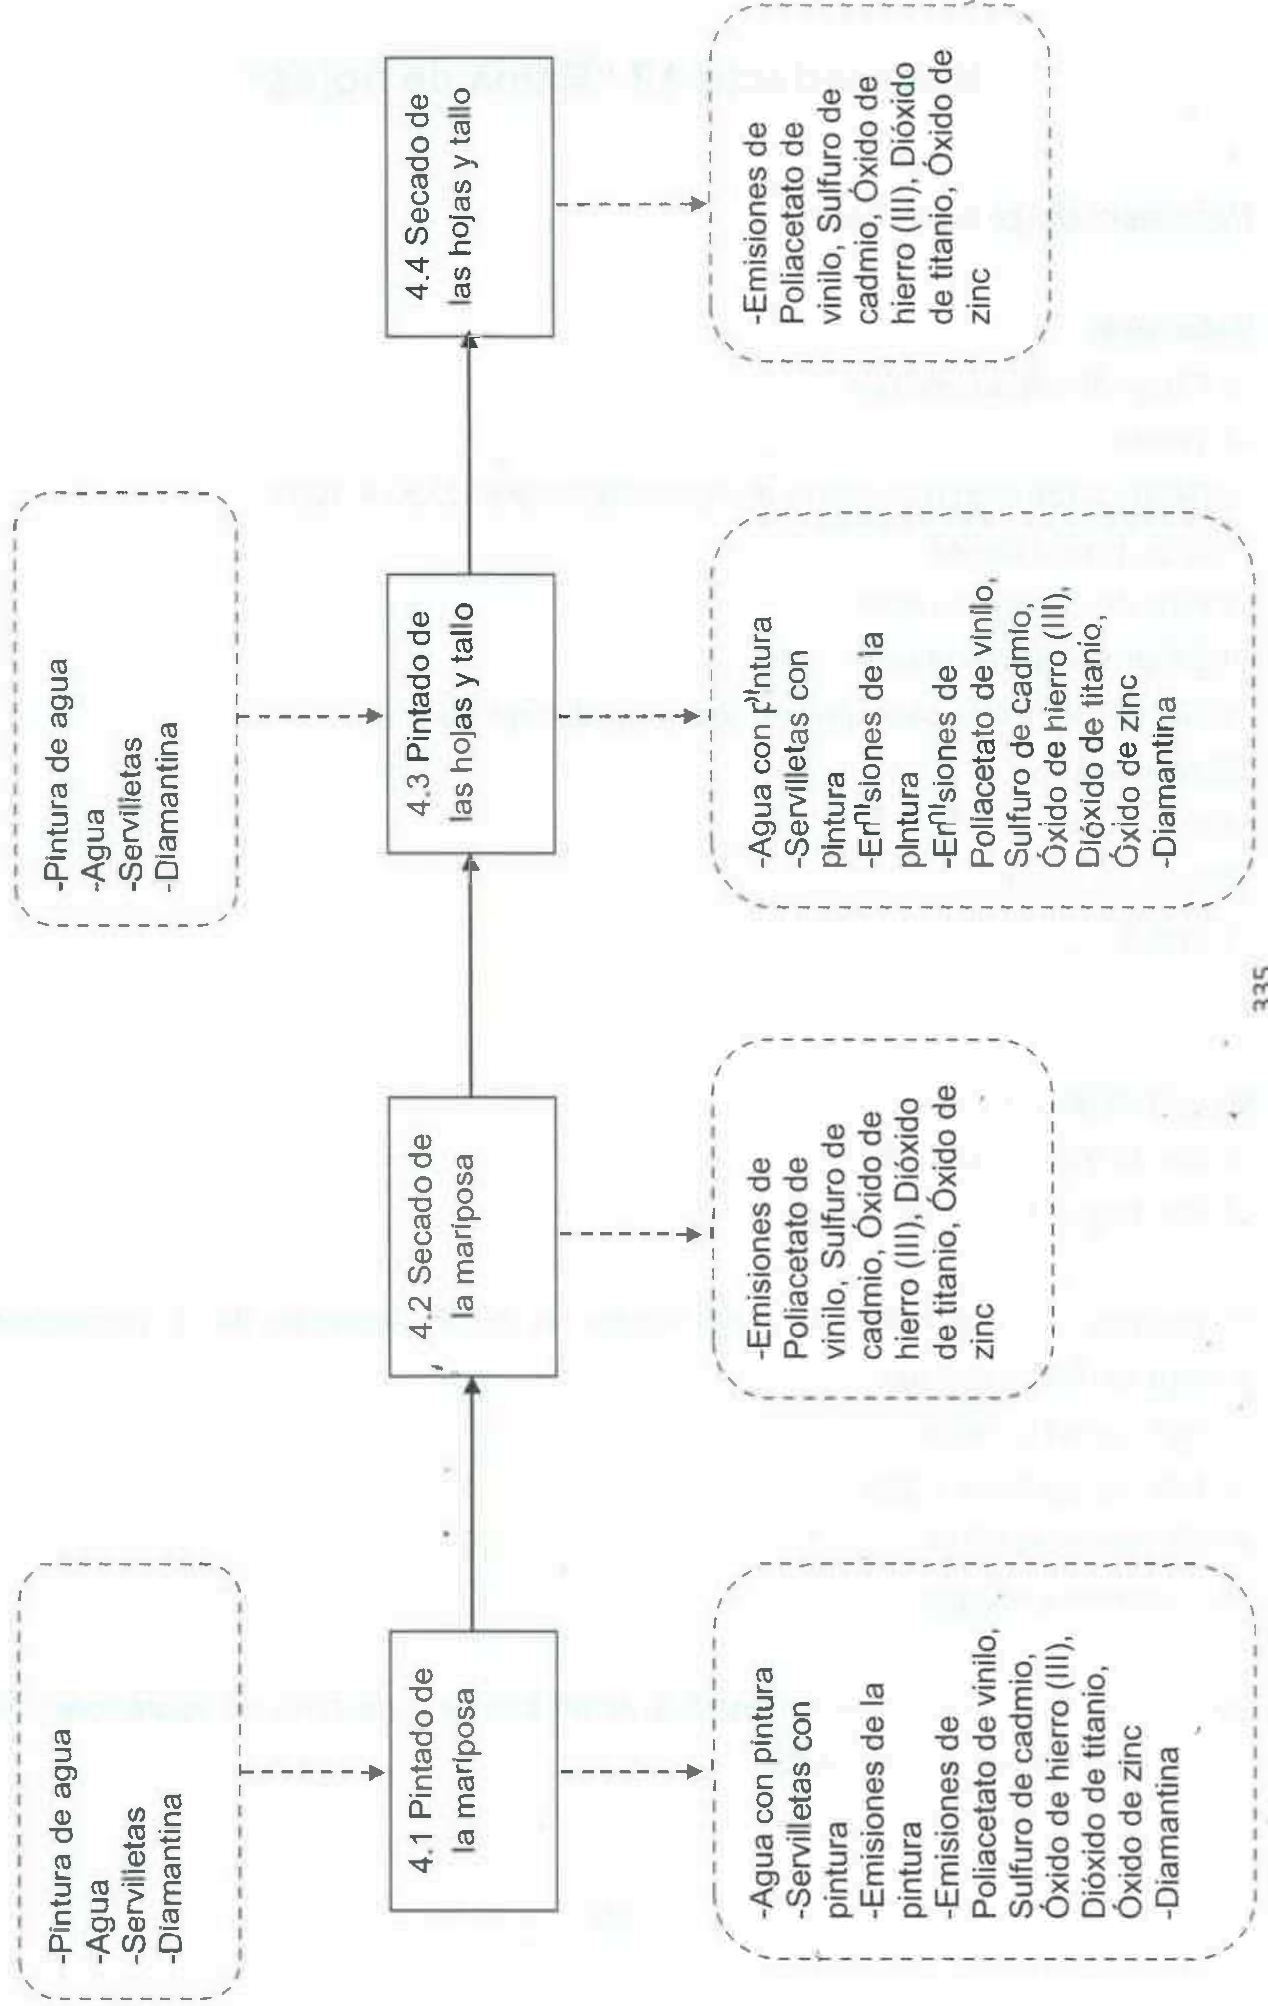 -Pintura de agua
-Agua
-Servilletas
-Diamantina
-Pintura de agua
-Agua
-Servilletas
-Diamantina
4.1 Pintado de
la mariposa
4.2 Secado de
la mariposa
4.3 Pintado de
las hojas y tallo
4.4 Secado de
las hojas y tallo
-Agua con pintura
-Servilletas con
pintura
-Emisiones de la
pintura
-Emisiones de
Poliacetato de vinilo,
Sulfuro de cadmio,
Óxido de hierro (III),
Dióxido de titanio,
Óxido de zinc
-Diamantina
-Emisiones de
Poliacetato de
vinilo, Sulfuro de
cadmio, Óxido de
hierro (III), Dióxido
de titanio, Óxido de
zinc
-Agua con pintura
-Servilletas con
pintura
-Emisiones de la
pintura
-Emisiones de
Poliacetato de vinilo,
Sulfuro de cadmio,
Óxido de hierro (III),
Dióxido de titanio,
Óxido de zinc
-Diamantina
-Emisiones de
Poliacetato de
vinilo, Sulfuro de
cadmio, Óxido de
hierro (III), Dióxido
de titanio, Óxido de
zinc
335